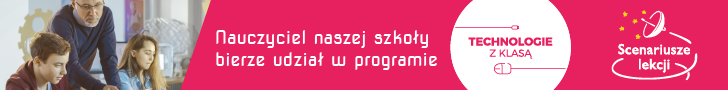 Nauczyciel naszej szkoły
bierze udział w programie
TECHNOLOGIE
Z KLASĄ
Scenariusze
lekcji